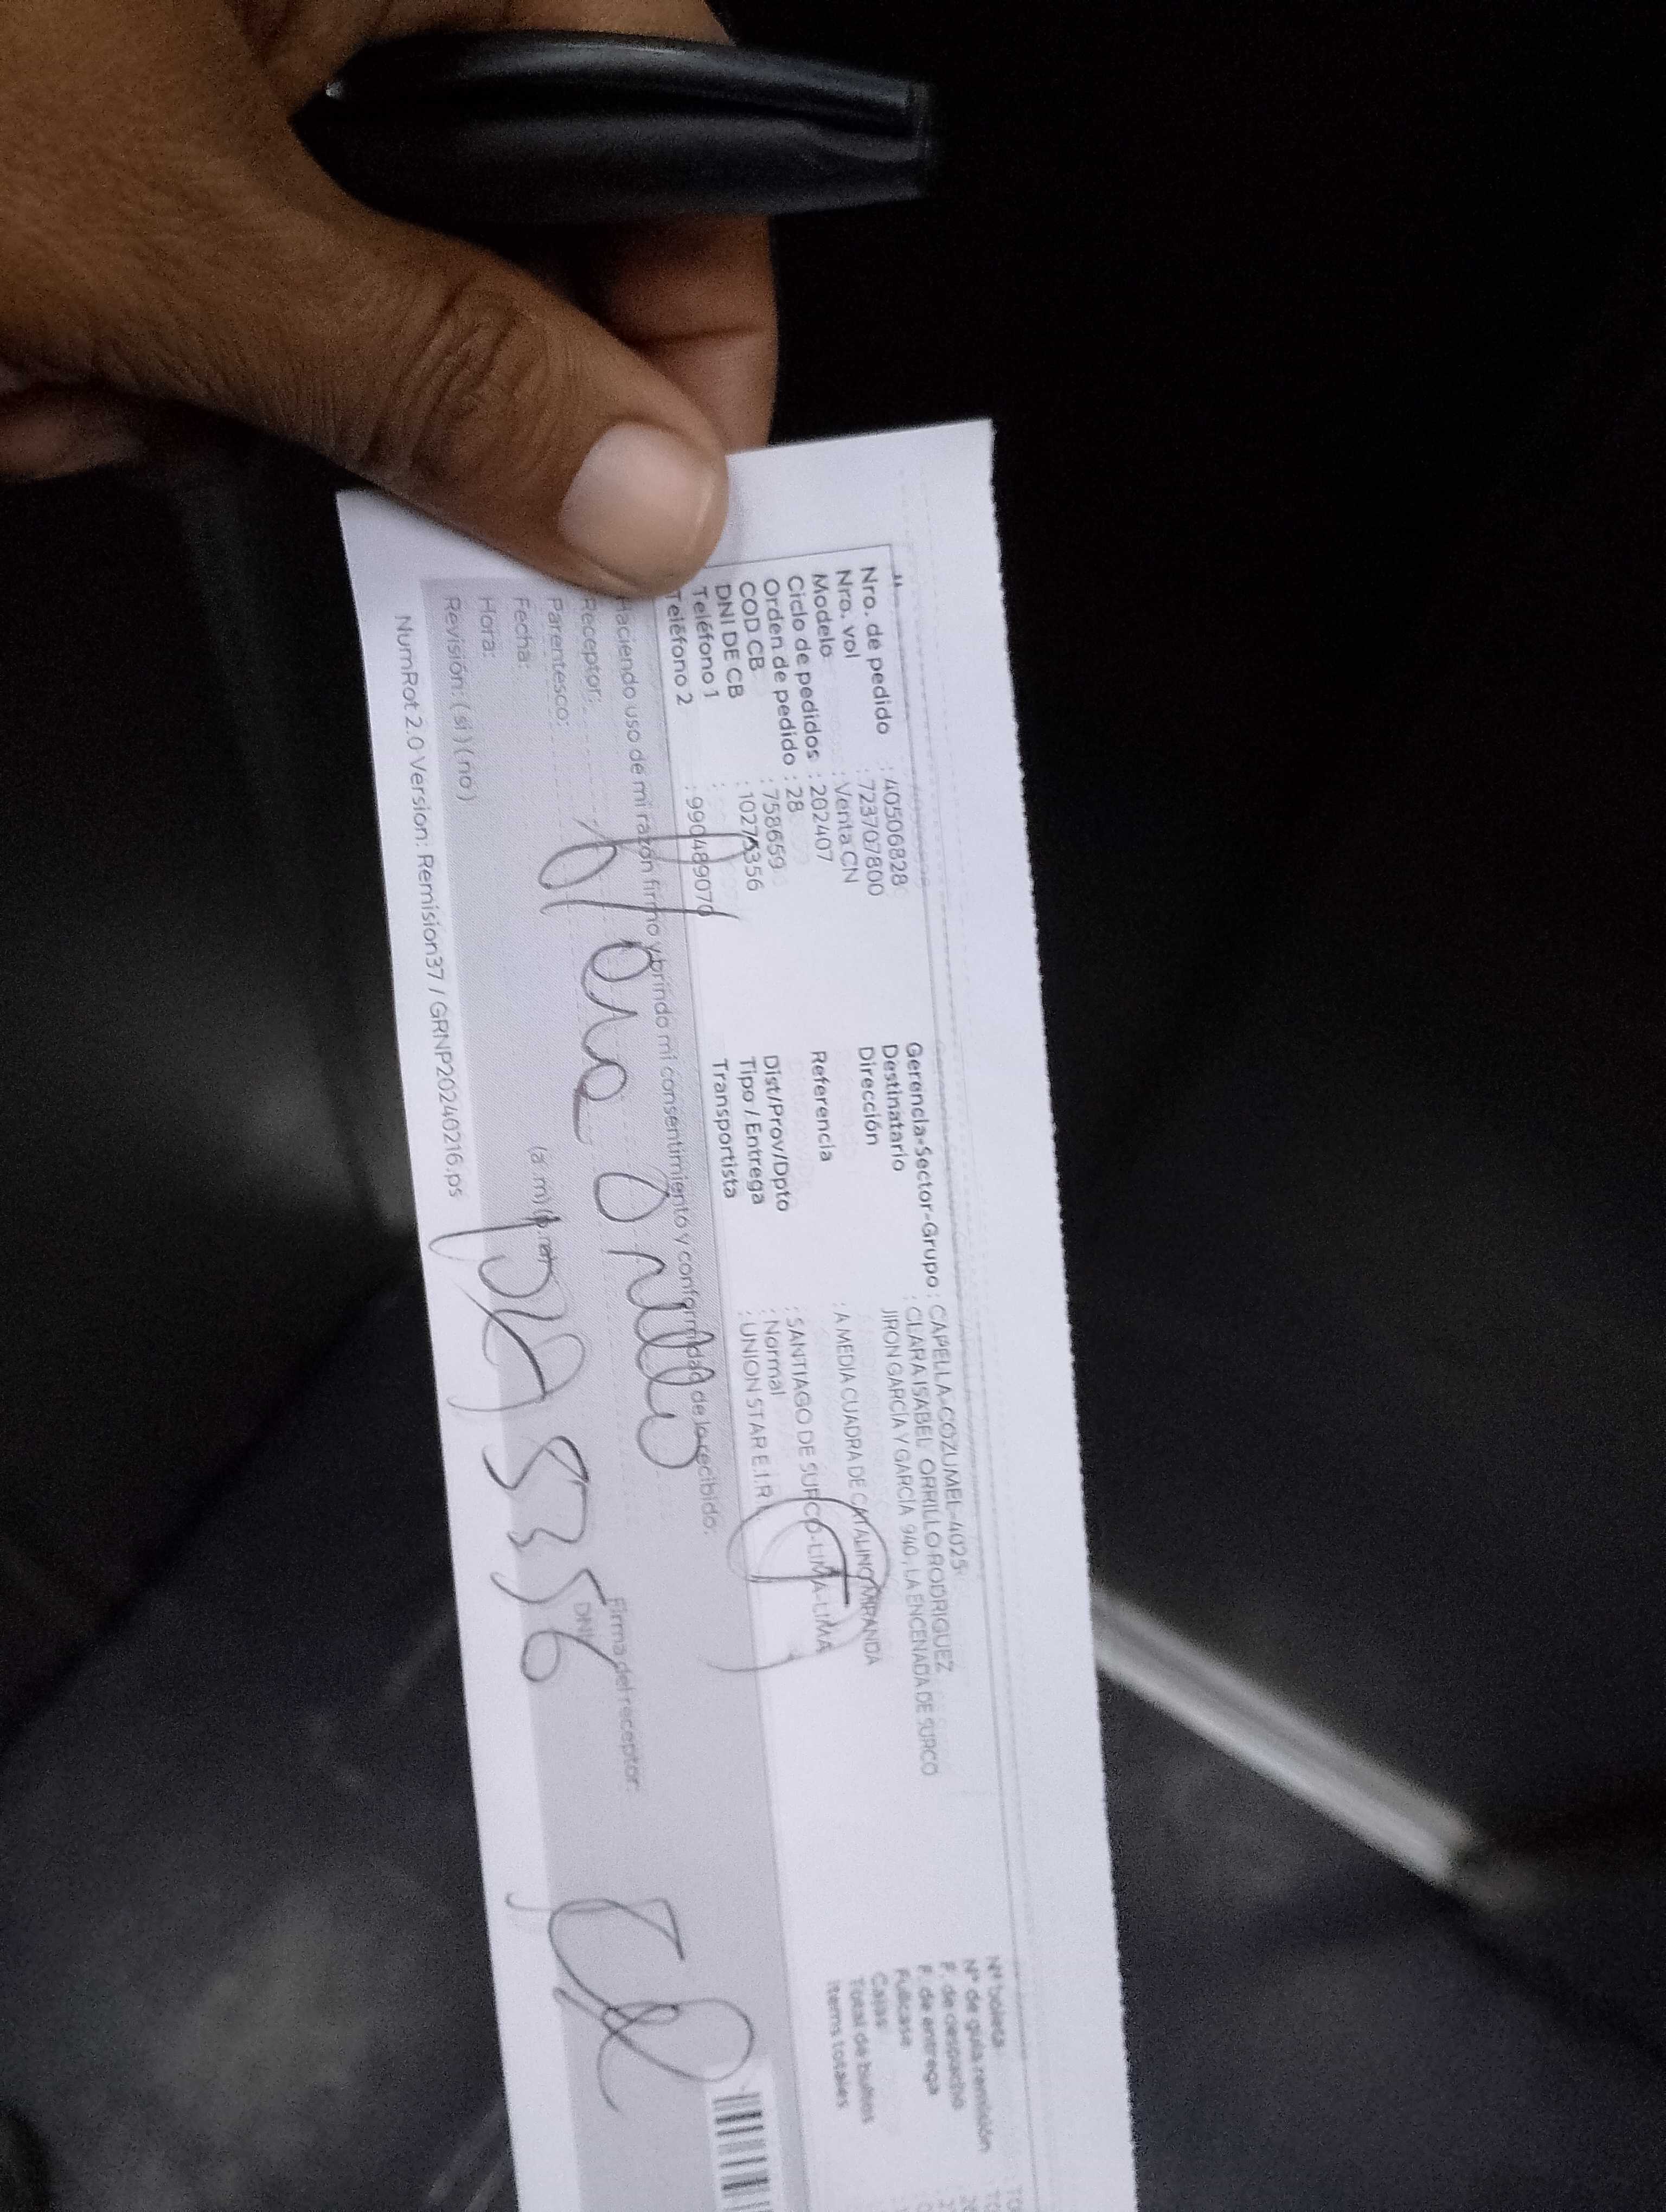 Nro. de pedido : 40506828
Nro. vol : 723707800
Modelo : Venta CN
Ciclo de pedidos : 202407
Orden de pedido : 28
COD CB : 758659
DNI DE CB : 10275356
Teléfono 1 :
Teléfono 2 : 990489070
Gerencia-Sector-Grupo : CAPELLA-COZUMEL-4025
Destinatario : CLARA ISABEL ORRILLO RODRIGUEZ
Dirección JIRON GARCÍA Y GARCÍA 940, LA ENCENADA DE SURCO
Referencia : A MEDIA CUADRA DE CATALINO MIRANDA
Dist/Prov/Dpto : SANTIAGO DE SURCO-LIMA-LIMA
Tipo / Entrega : Normal
Transportista : UNION STAR E.I.R
Nº boleta
Nº de guía remisión
F. de despacho
F. de entrega
Fullcase
Cajas
Total de bultos
Items totales
Haciendo uso de mi razón firmo y brindo mi consentimiento y conformidad de lo recibido.
Receptor: Orillo
Parentesco:
Fecha:
Hora: (a.m)
Revisión: ( si ) ( no )
Firma del receptor:
DNI
5356
NumRot 2.0 Version: Remision37 / GRNP20240216.ps